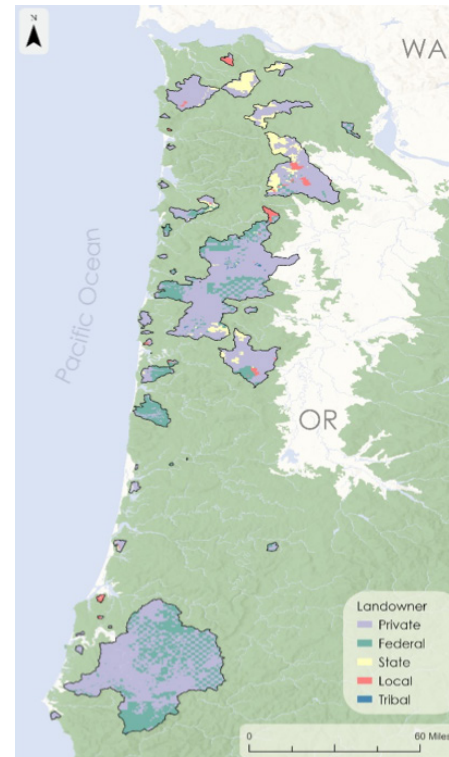 N
WA
Pacific Ocean
OR
Landowner
Private
Federal
State
Local
Tribal
0
60 Miles